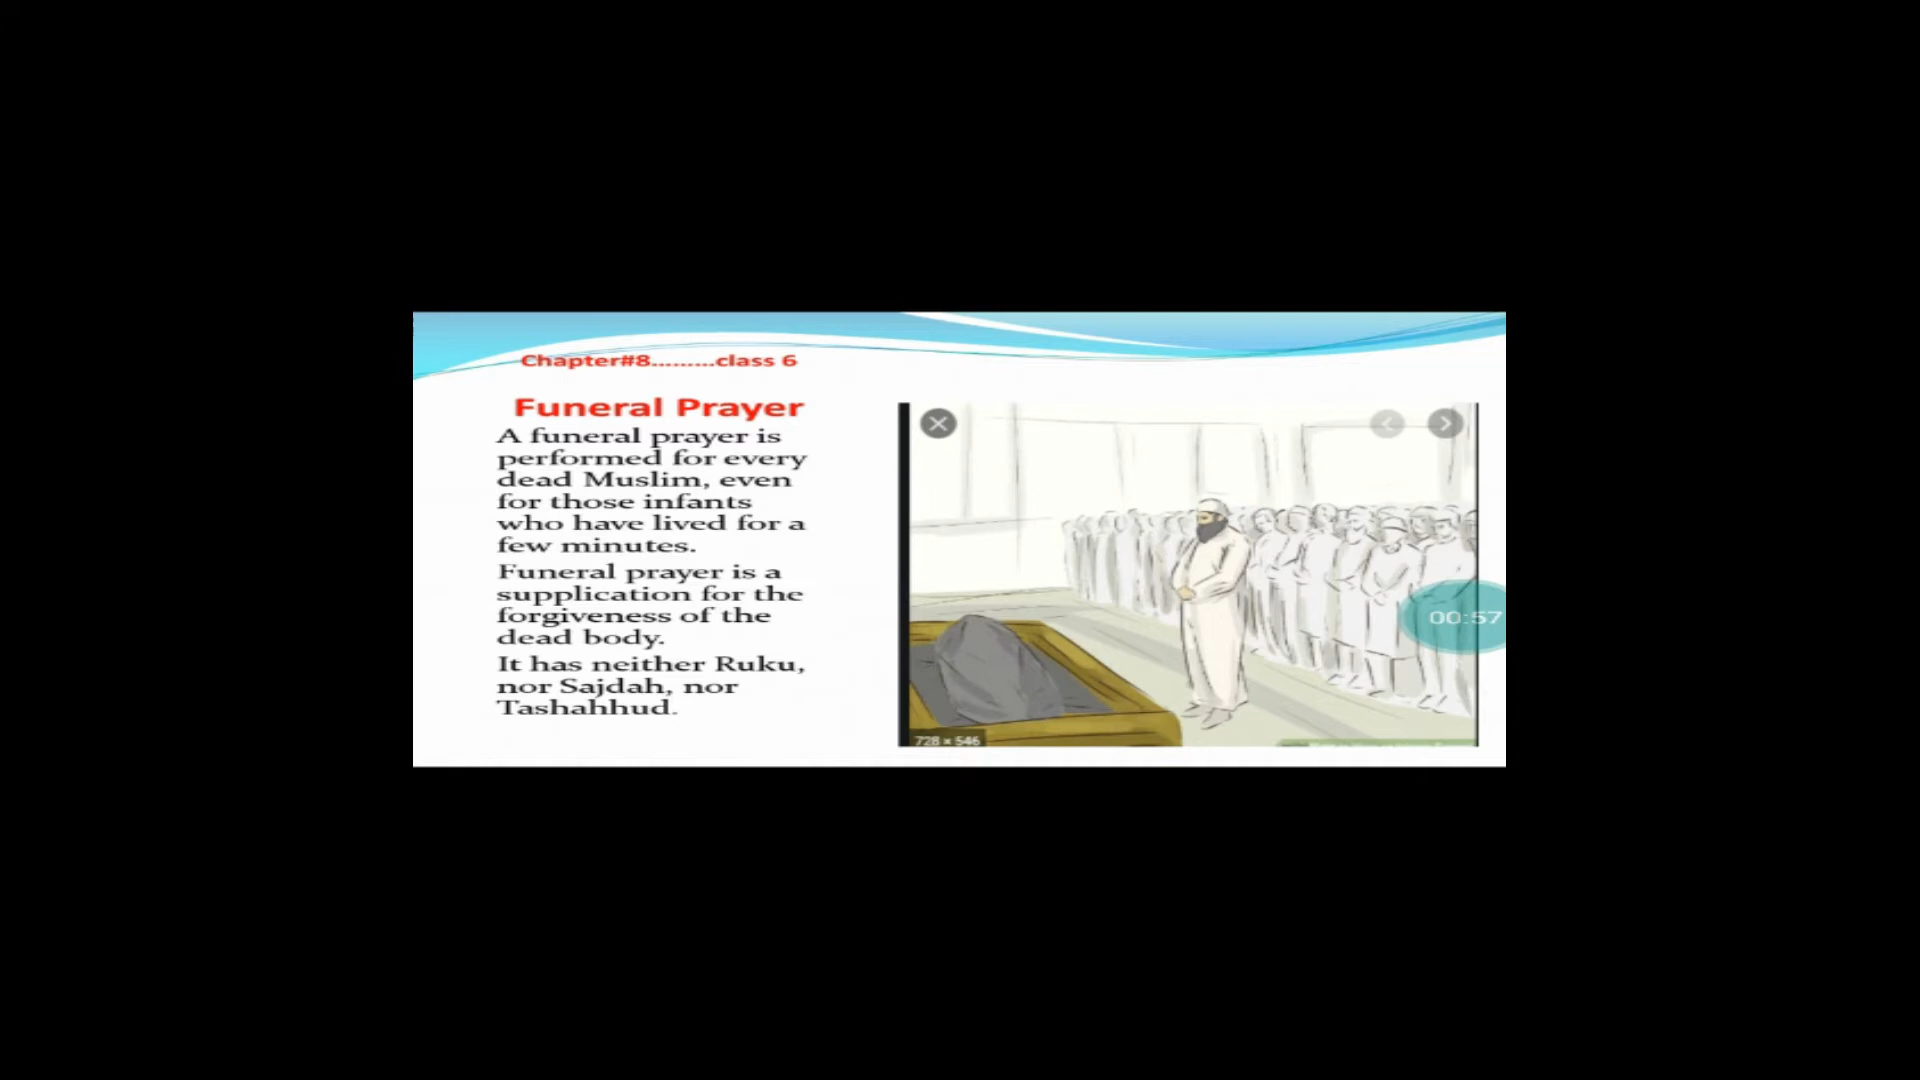 Chapter#8.........class 6
Funeral Prayer
A funeral prayer is
performed for every
dead Muslim, even
for those infants
who have lived for a
few minutes.
Funeral prayer is a
supplication for the
forgiveness of the
dead body.
It has neither Ruku,
nor Sajdah, nor
Tashahhud.
00:57
728 × 546